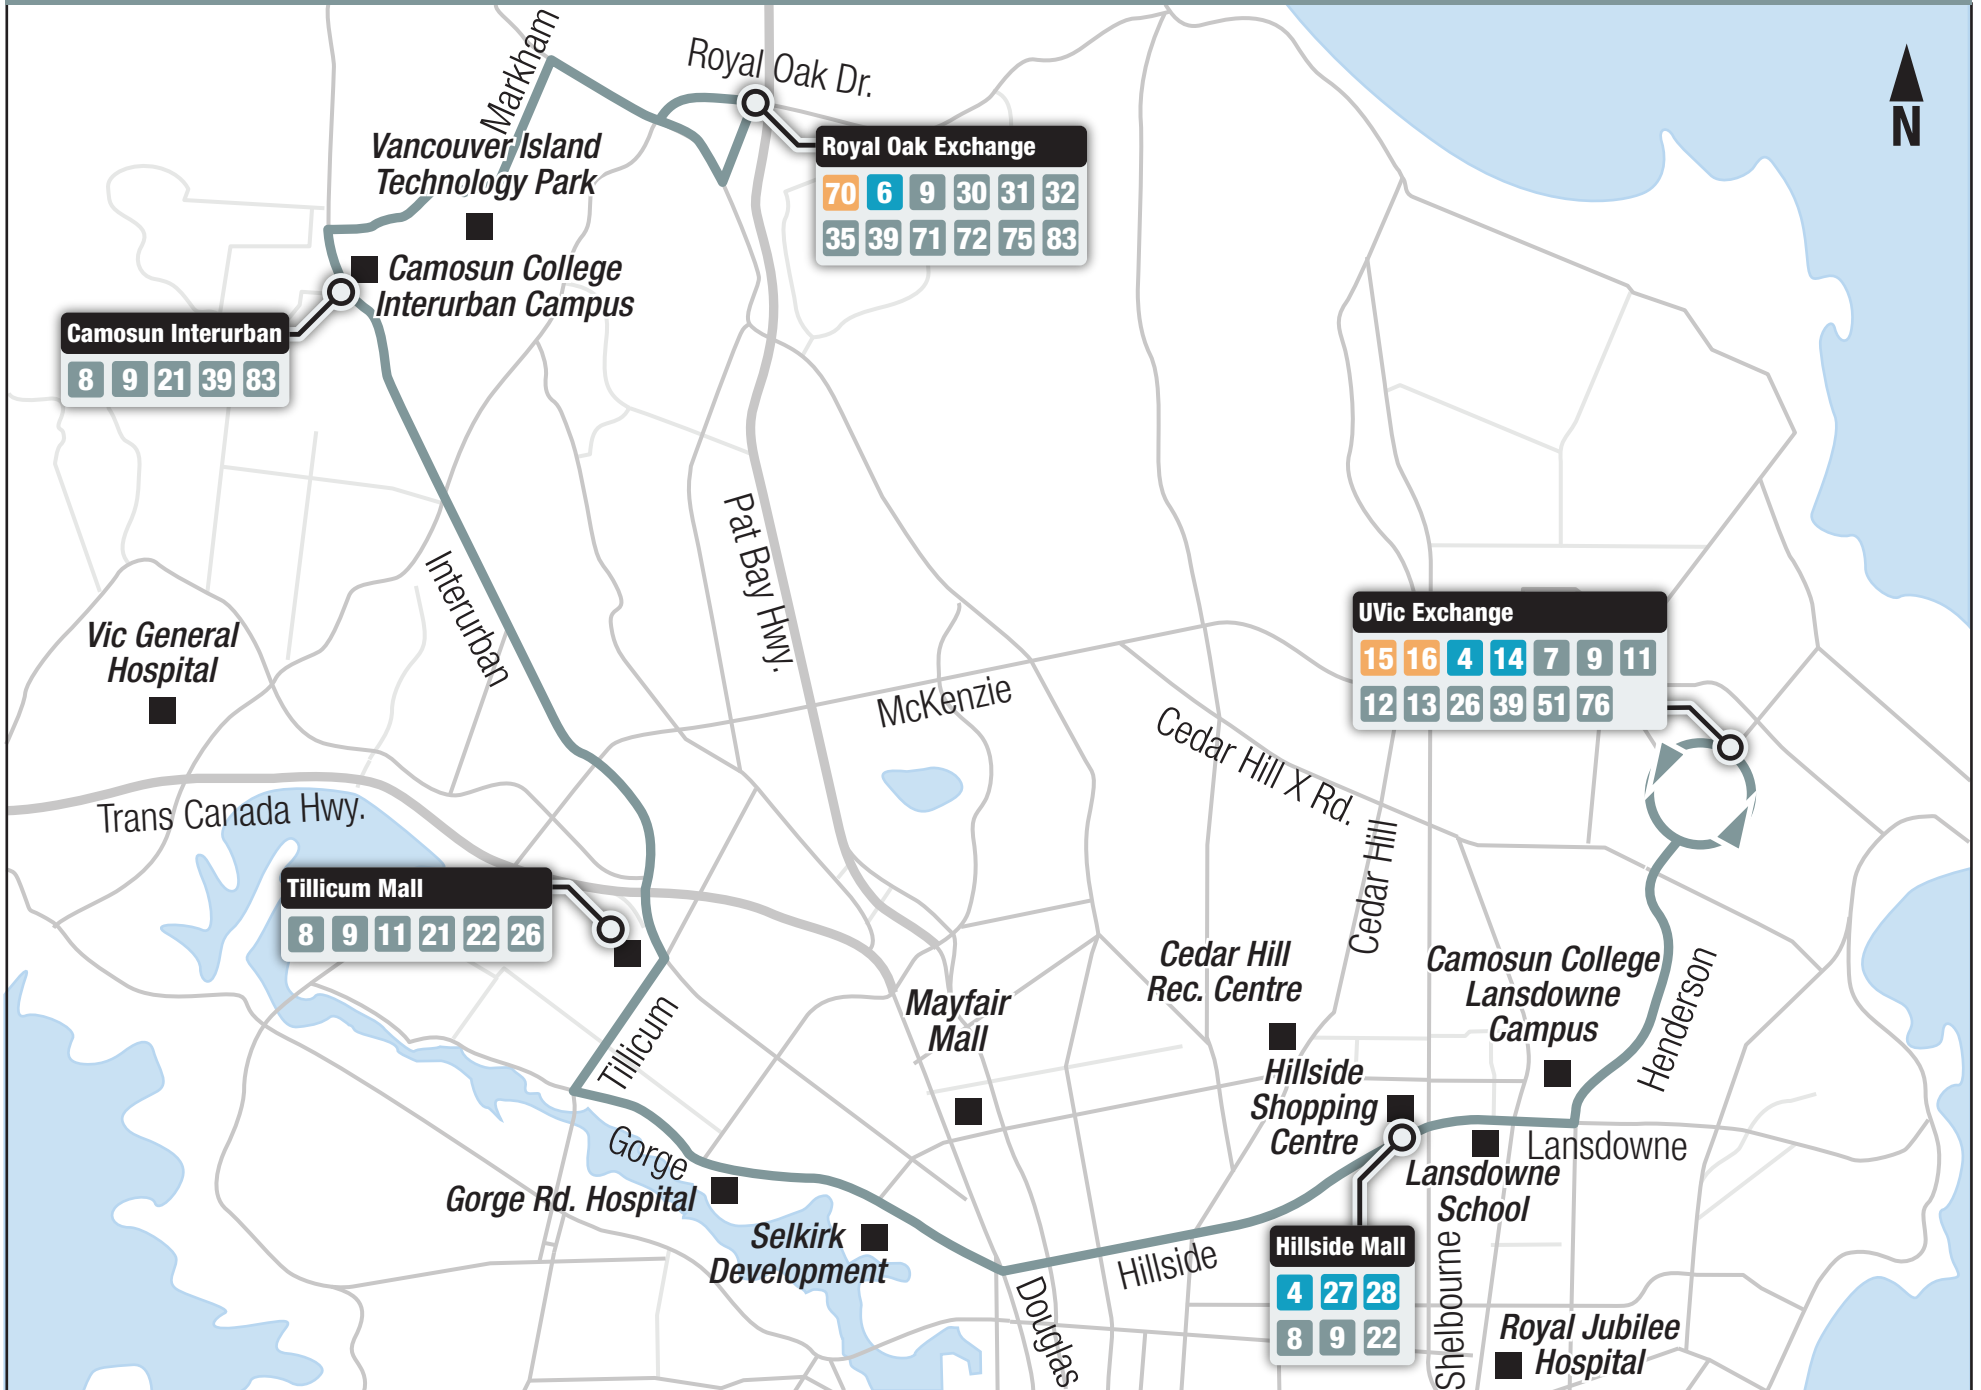 Markham
Royal Oak Dr.
N
Vancouver Island
Technology Park
Royal Oak Exchange
70 6 9 30 31 32
35 39 71 72 75 83
Camosun College
Interurban Campus
Camosun Interurban
8 9 21 39 83
Interurban
Pat Bay Hwy.
Vic General
Hospital
UVic Exchange
15 16 4 14 7 9 11
12 13 26 39 51 76
McKenzie
Cedar Hill X Rd.
Trans Canada Hwy.
Cedar Hill
Tillicum Mall
8 9 11 21 22 26
Cedar Hill
Rec. Centre
Camosun College
Lansdowne
Campus
Henderson
Mayfair
Mall
Tillicum
Hillside
Shopping
Centre
Gorge
Lansdowne
Lansdowne
School
Gorge Rd. Hospital
Selkirk
Development
Hillside
Douglas
Hillside Mall
4 27 28
8 9 22
Shelbourne
Royal Jubilee
Hospital